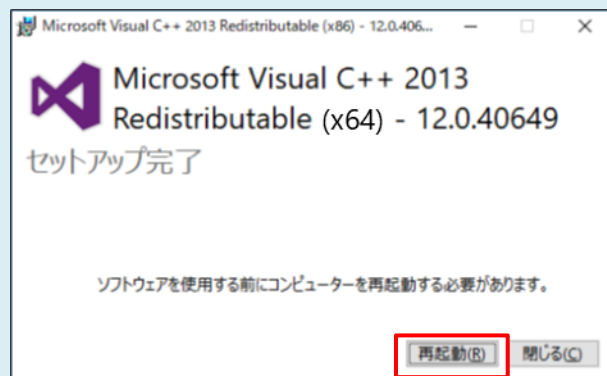 Microsoft Visual C++ 2013 Redistributable (x86) - 12.0.406...
Microsoft Visual C++ 2013
Redistributable (x64) - 12.0.40649
セットアップ完了
ソフトウェアを使用する前にコンピューターを再起動する必要があります。
再起動(R) 閉じる(C)